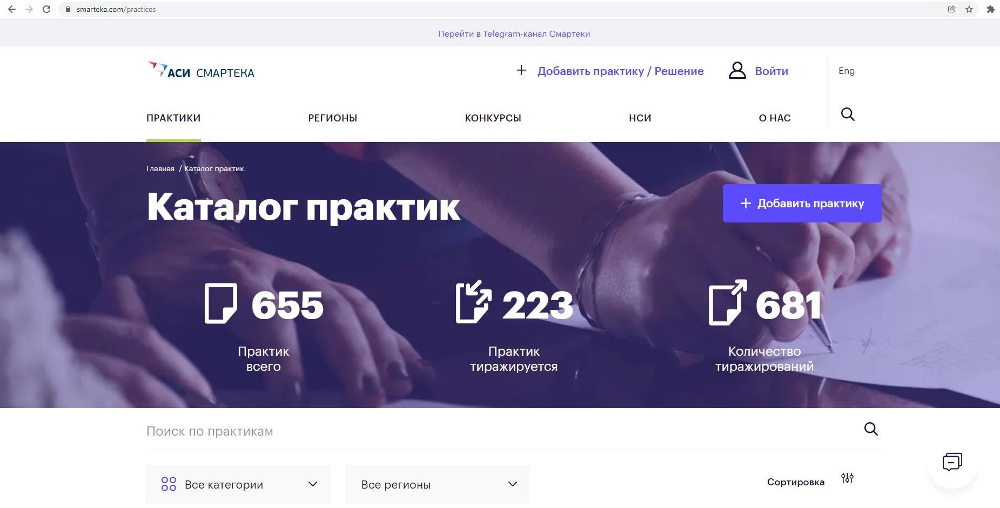 smarteka.com/practices
Перейти в Telegram-канал Смартеки
АСИ СМАРТЕКА
Добавить практику / Решение
Войти
Eng
ПРАКТИКИ
РЕГИОНЫ
КОНКУРСЫ
НСИ
О НАС
Главная / Каталог практик
Каталог практик
+ Добавить практику
655
223
681
Практик
всего
Практик
тиражируется
Количество
тиражирований
Поиск по практикам
Все категории
Все регионы
Сортировка